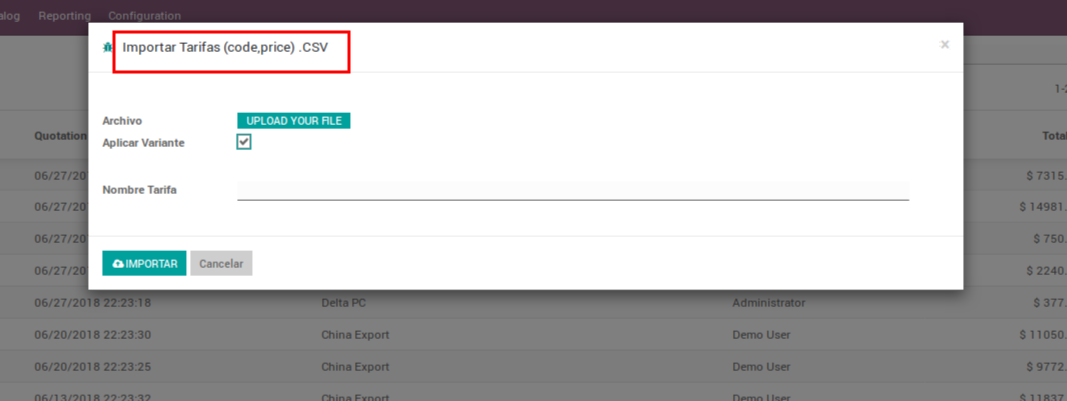 alog Reporting Configuration
Importar Tarifas (code,price) .CSV ×
1-2
Archivo UPLOAD YOUR FILE
Quotation Aplicar Variante Total
06/27/20 $ 7315.
Nombre Tarifa
06/27/20 $ 14981.
06/27/20 $ 750.
IMPORTAR Cancelar
06/27/20 $ 2240.
06/27/2018 22:23:18 Delta PC Administrator $ 377.
06/20/2018 22:23:30 China Export Demo User $ 11050.
06/20/2018 22:23:25 China Export Demo User $ 9772.
06/13/2018 22:23:32 China Export Demo User $ 11837.